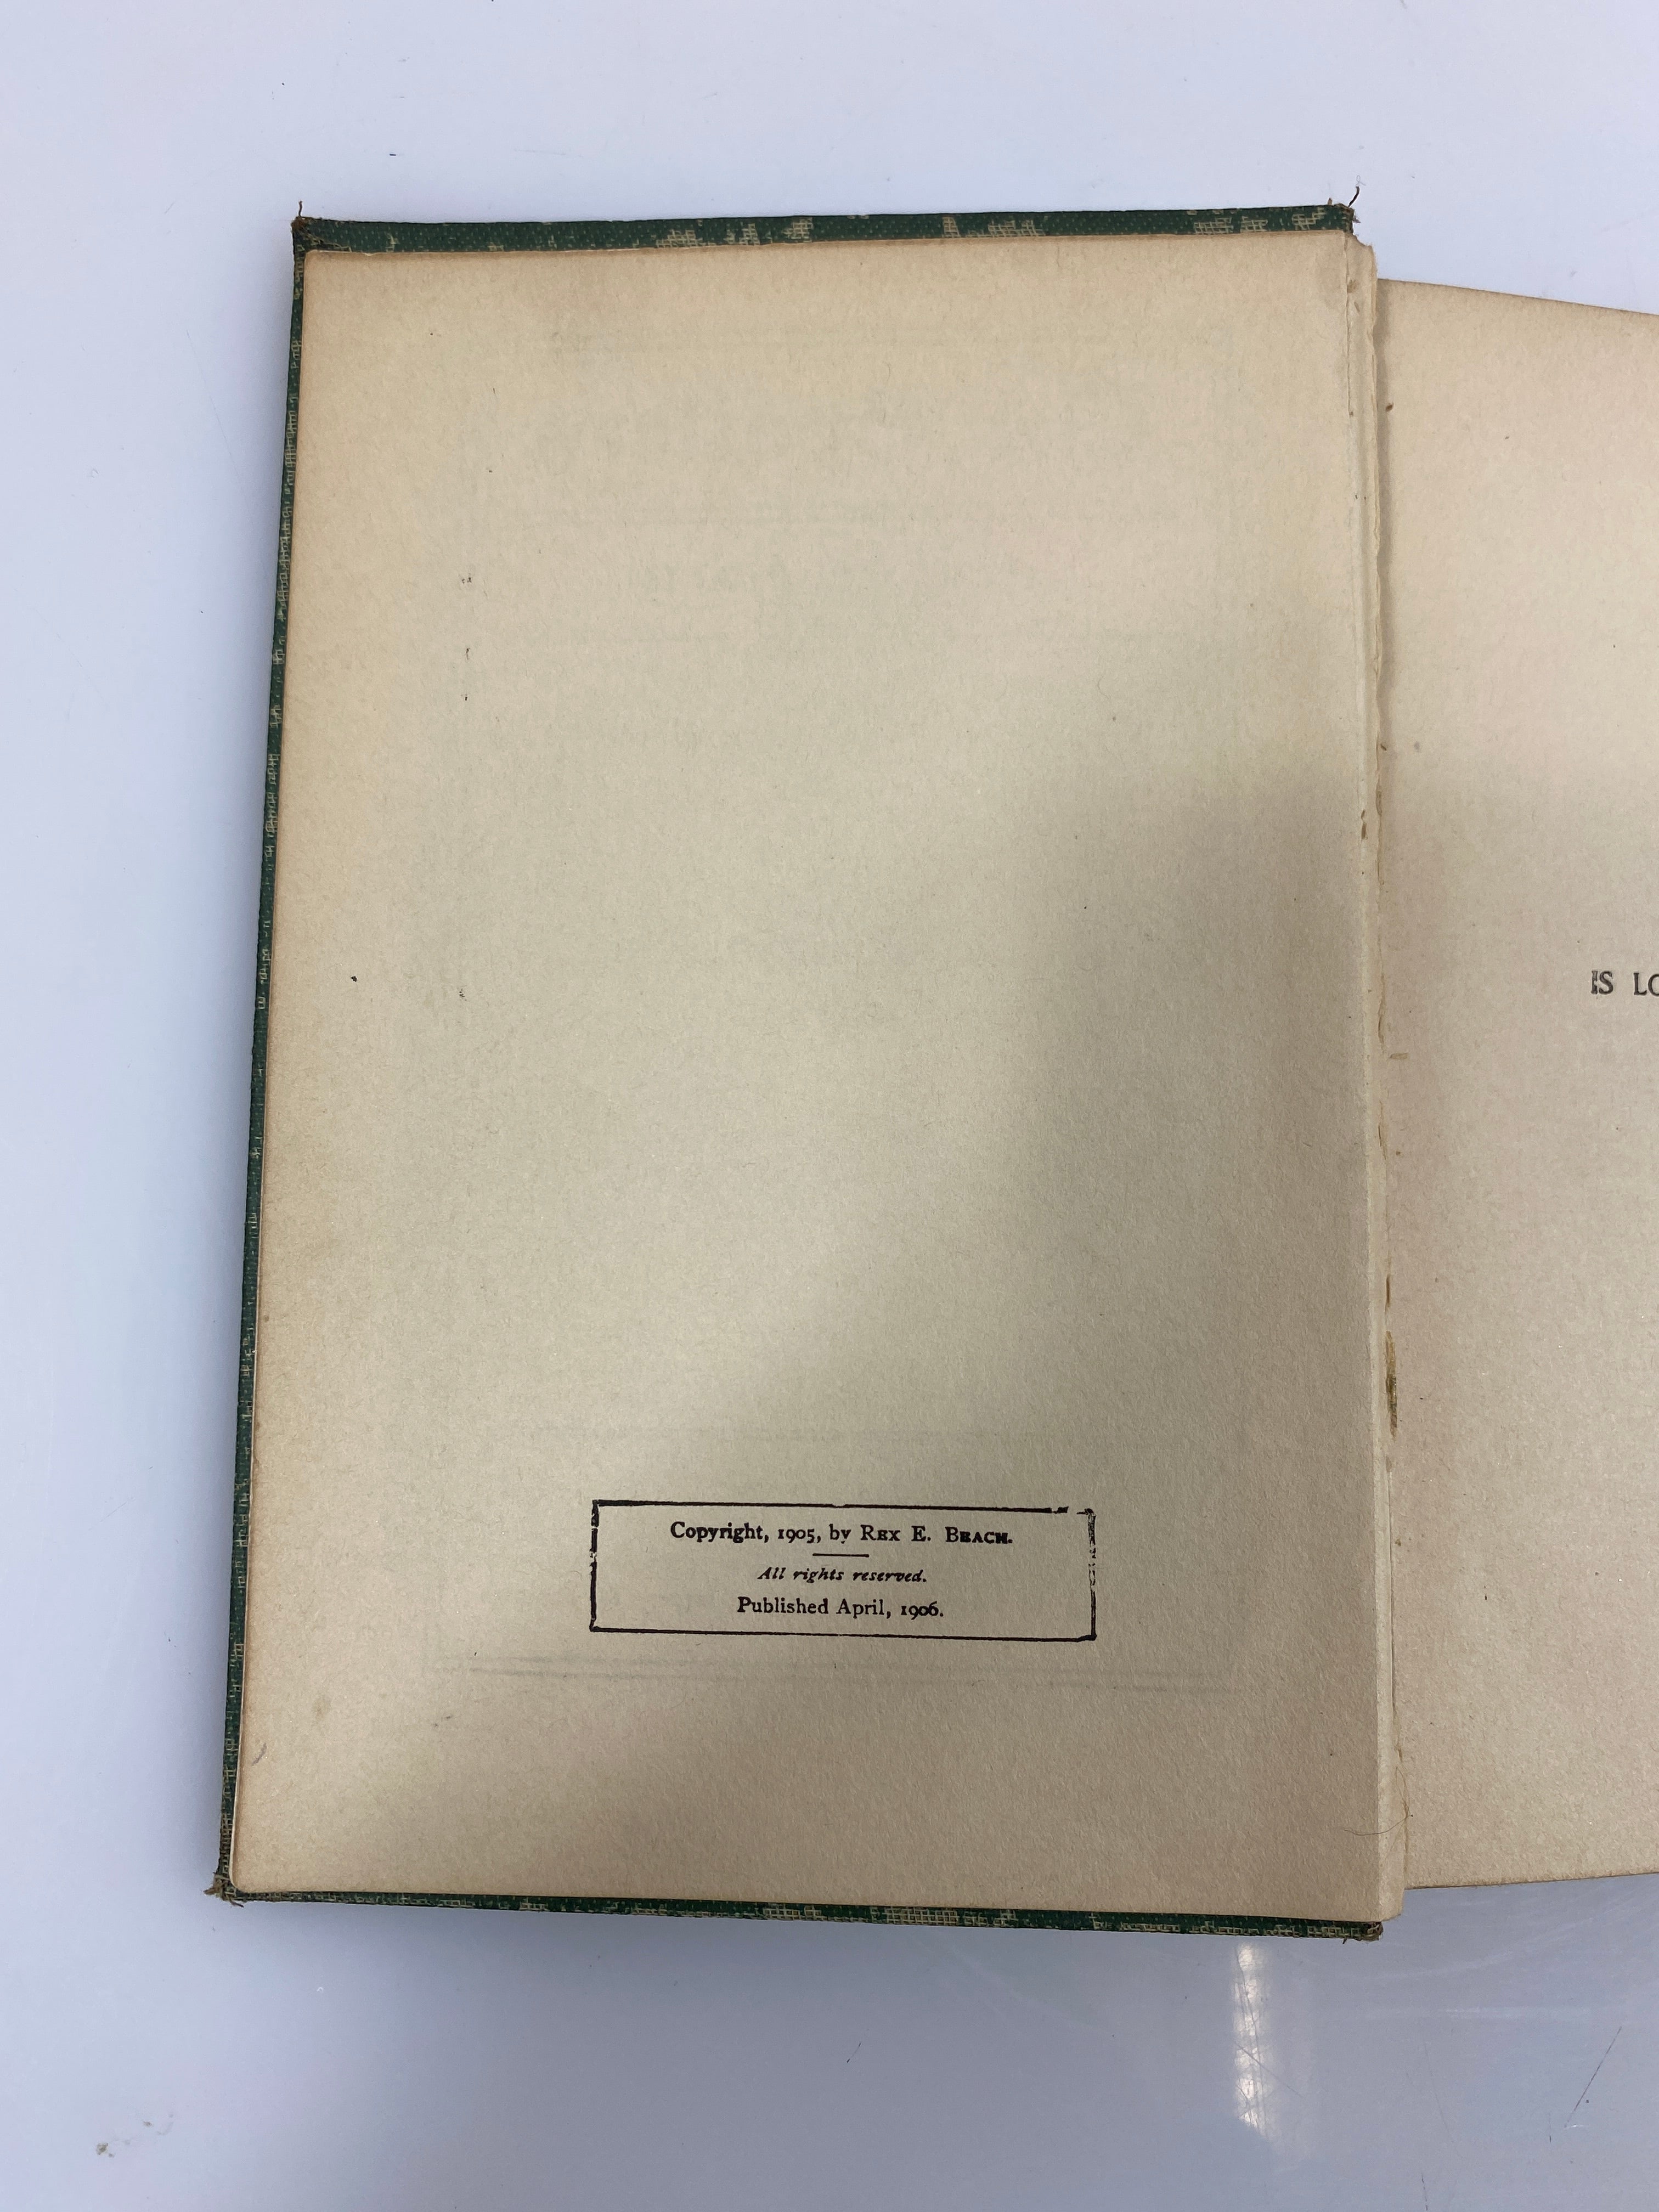 Copyright, 1905, by REX E. BEACH.
All rights reserved.
Published April, 1906.
IS LO